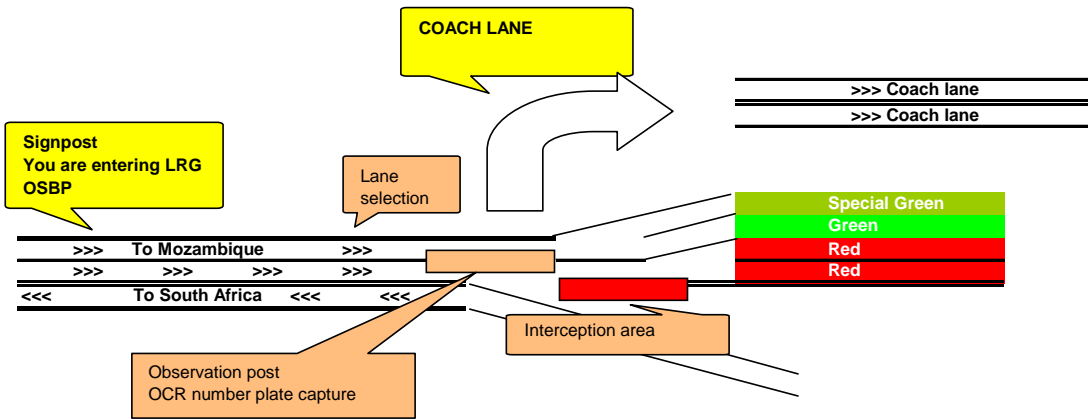 COACH LANE
>>> Coach lane
>>> Coach lane
Signpost
You are entering LRG
OSBP
Lane
selection
Special Green
Green
Red
Red
>>> To Mozambique >>>
>>> >>> >>> >>>
<<< To South Africa <<< <<<
Interception area
Observation post
OCR number plate capture